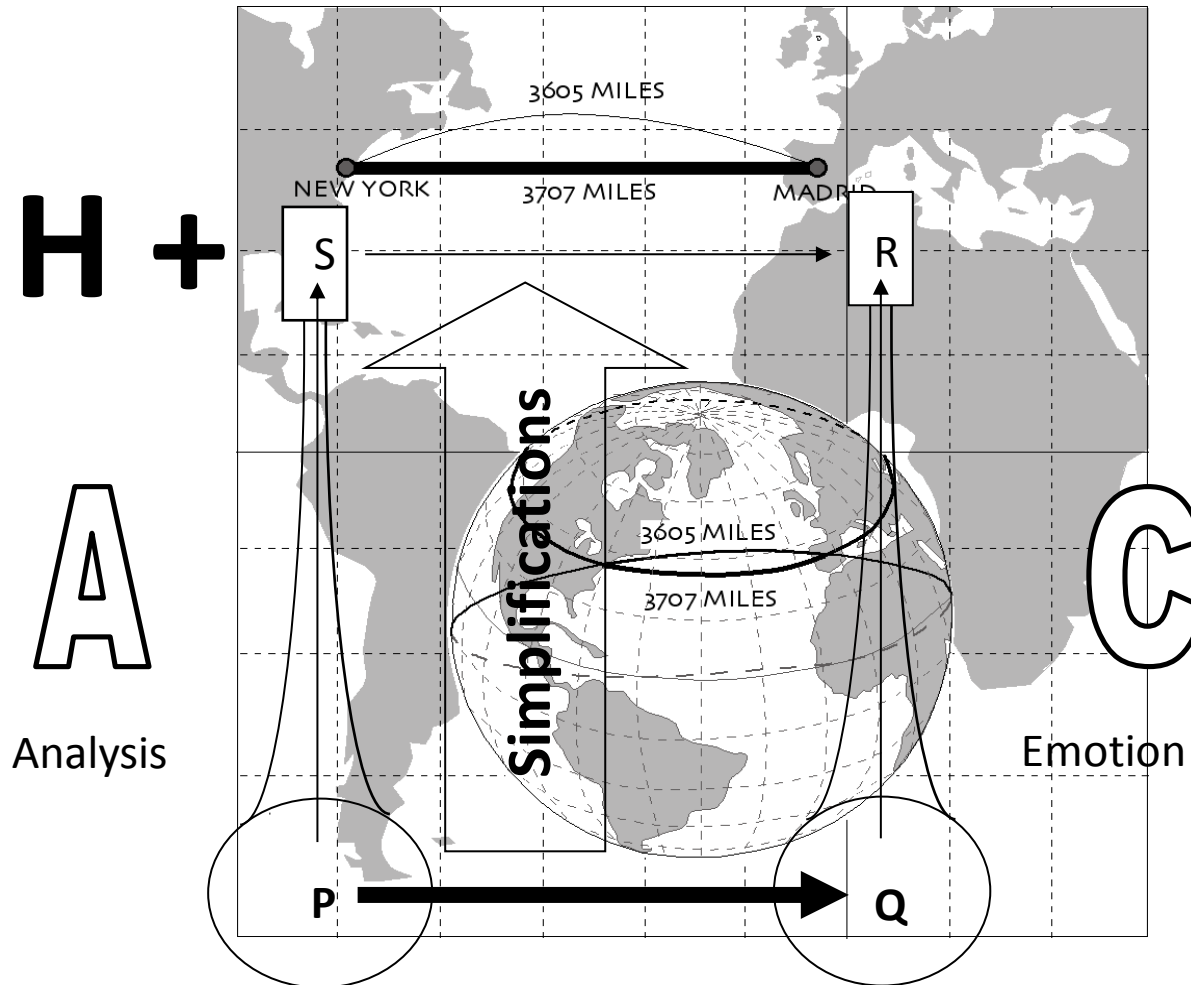 3605 MILES
NEW YORK
3707 MILES
MADRID
H +
S
R
Simplifications
3605 MILES
3707 MILES
A
C
Analysis
Emotion
P
Q